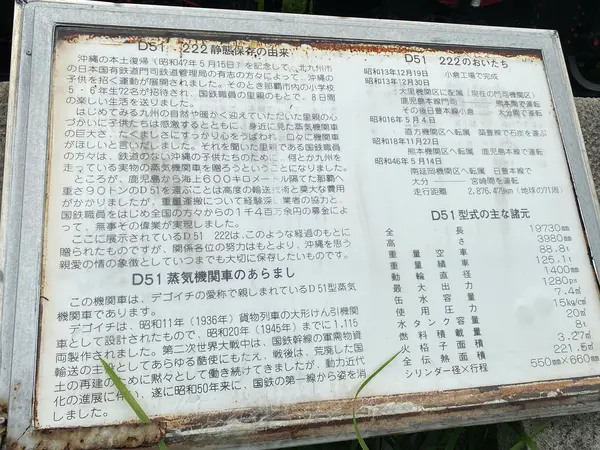 D51 222静態保存の由来
沖縄の本土復帰(昭和47年5月15日)を記念して、北九州市
の日本国有鉄道門司鉄道管理局の有志の方々によって、沖縄の
子供を招く運動が展開されました。そのとき那覇市内の小学校
5・6年生72名が招待され、国鉄職員の里親のもとで、8日間
の楽しい生活を送りました。
はじめてみる九州の自然や暖かく迎えていただいた里親の心
づかいに子供たちは感激するとともに、身近に見た蒸気機関車
の巨大さ、たくましさにすっかり心をうばわれ、口々に機関車
がほしいと言いだしました。それを聞いた里親である国鉄職員
の方々は、鉄道のない沖縄の子供たちのために、何とか九州を
走っている実物の蒸気機関車を贈ろうということになりました。
ところが、鹿児島から海上600キロメートル隔てた那覇へ
重さ90トンのD51を運ぶことは高度の輸送技術と莫大な費用
がかかりましたが、重量運搬について経験深い業者の協力と、
国鉄職員をはじめ全国の方々からの1千4百万余円の募金によ
って、無事その偉業が実現しました。
ここに展示されているD51 222は、このような経過のもとに
贈られたものですが、関係各位の努力はもとより、沖縄を思う
親愛の情の象徴としていつまでも大切に保存したいものです。
D51蒸気機関車のあらまし
この機関車は、デゴイチの愛称で親しまれているD51型蒸気
機関車であります。
デゴイチは、昭和11年(1936年)貨物列車の大形けん引機関
車として設計されたもので、昭和20年(1945年)までに1,115
両製作されました。第二次世界大戦中は、国鉄幹線の軍需物資
輸送の主役としてあらゆる酷使にもたえ、戦後は、荒廃した国
土の再建のために黙々として働き続けてきましたが、動力近代
化の進展に伴い、遂に昭和50年末に、国鉄の第一線から姿を消
しました。
D51 222のおいたち
昭和13年12月19日 小倉工場で完成
昭和13年12月30日
大里機関区に配属(現在の門司機関区)
鹿児島本線門司 熊本間で運転
その後日豊本線小倉 大分間で運転
昭和16年5月4日
直方機関区へ転属 筑豊線で石炭を運ぶ
昭和18年11月27日
熊本機関区へ転属 鹿児島本線で運転
昭和46年5月14日
南延岡機関区へ転属 日豊本線で
大分 宮崎間を運転
走行距離 2,876,479km(地球の71周)
D51型式の主な諸元
全長 19730㎜
高さ 3980㎜
空車重量 88.8t
運転重量 125.1t
動輪直径 1400㎜
最大出力 1280ps
缶水容量 7.4㎥
使用圧力 15kg/㎠
水タンク容量 20㎥
燃料積載量 8t
火格子面積 3.27㎡
全伝熱面積 221.5㎡
シリンダー径×行程 550㎜×660㎜